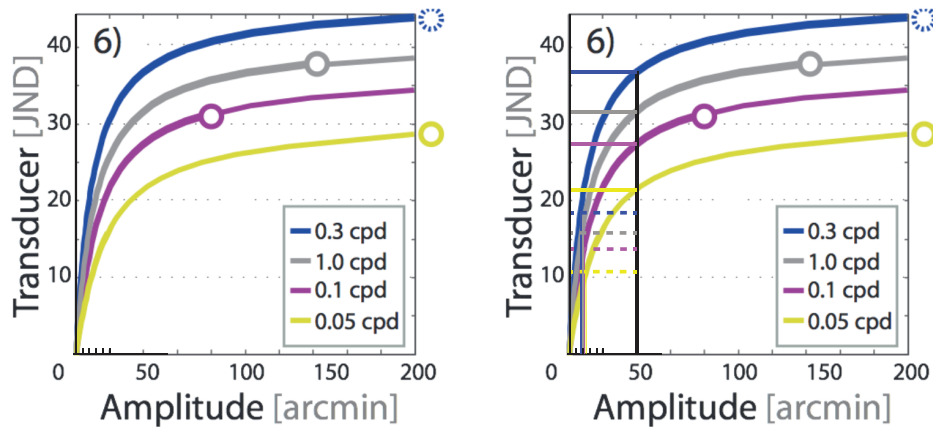 6)
40
30
20
10
Transducer [JND]
0.3 cpd
1.0 cpd
0.1 cpd
0.05 cpd
0 50 100 150 200
Amplitude [arcmin]
6)
40
30
20
10
Transducer [JND]
0.3 cpd
1.0 cpd
0.1 cpd
0.05 cpd
0 50 100 150 200
Amplitude [arcmin]